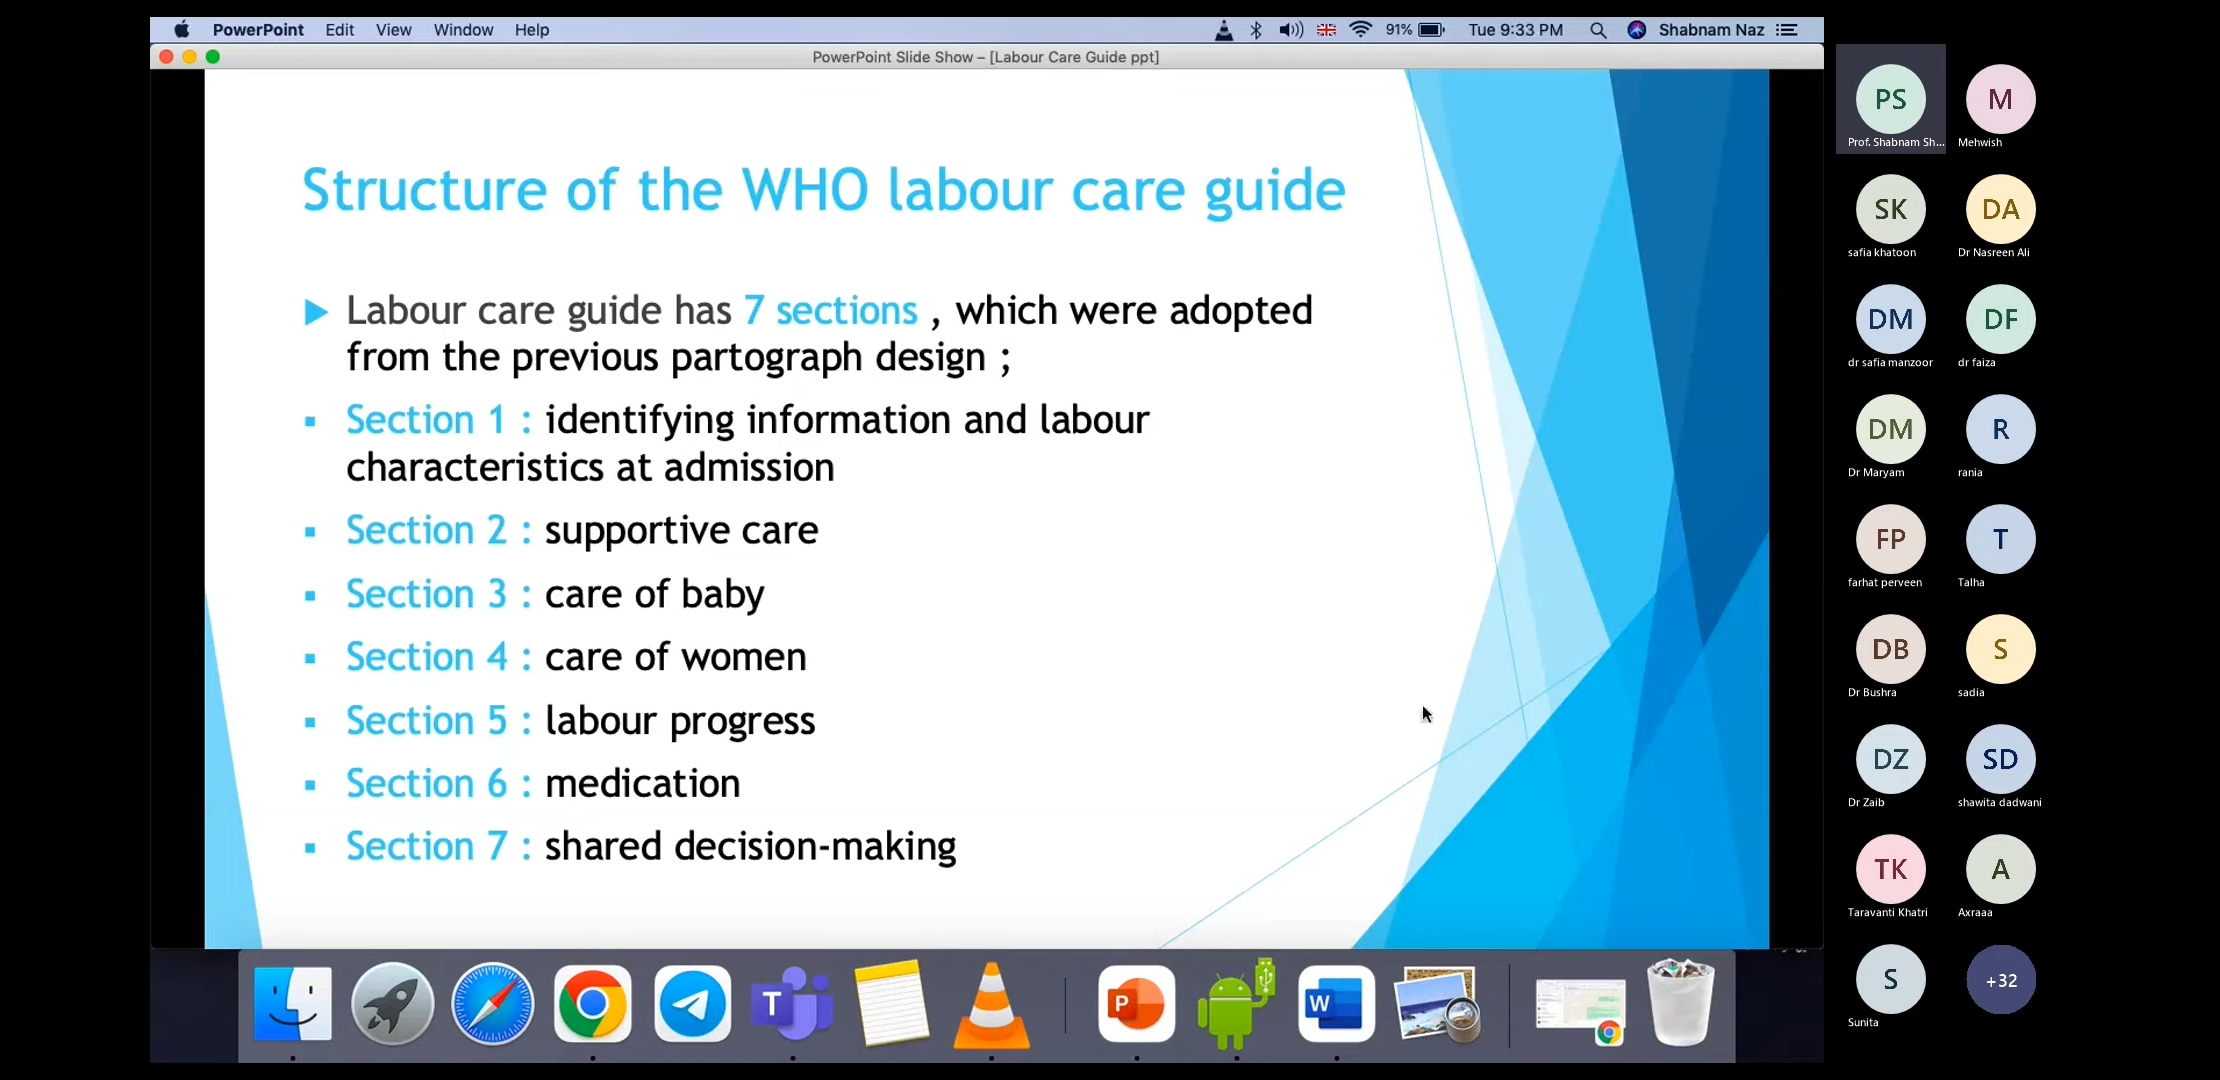 PowerPoint Edit View Window Help 91% Tue 9:33 PM Shabnam Naz
PowerPoint Slide Show – [Labour Care Guide ppt]
Structure of the WHO labour care guide
Labour care guide has 7 sections , which were adopted
from the previous partograph design ;
Section 1 : identifying information and labour
characteristics at admission
Section 2 : supportive care
Section 3 : care of baby
Section 4 : care of women
Section 5 : labour progress
Section 6 : medication
Section 7 : shared decision-making
T
P
W
PS M
Prof. Shabnam Sh... Mehwish
SK DA
safia khatoon Dr Nasreen Ali
DM DF
dr safia manzoor dr faiza
DM R
Dr Maryam rania
FP T
farhat perveen Talha
DB S
Dr Bushra sadia
DZ SD
Dr Zaib shawita dadwani
TK A
Taravanti Khatri Axraaa
S +32
Sunita